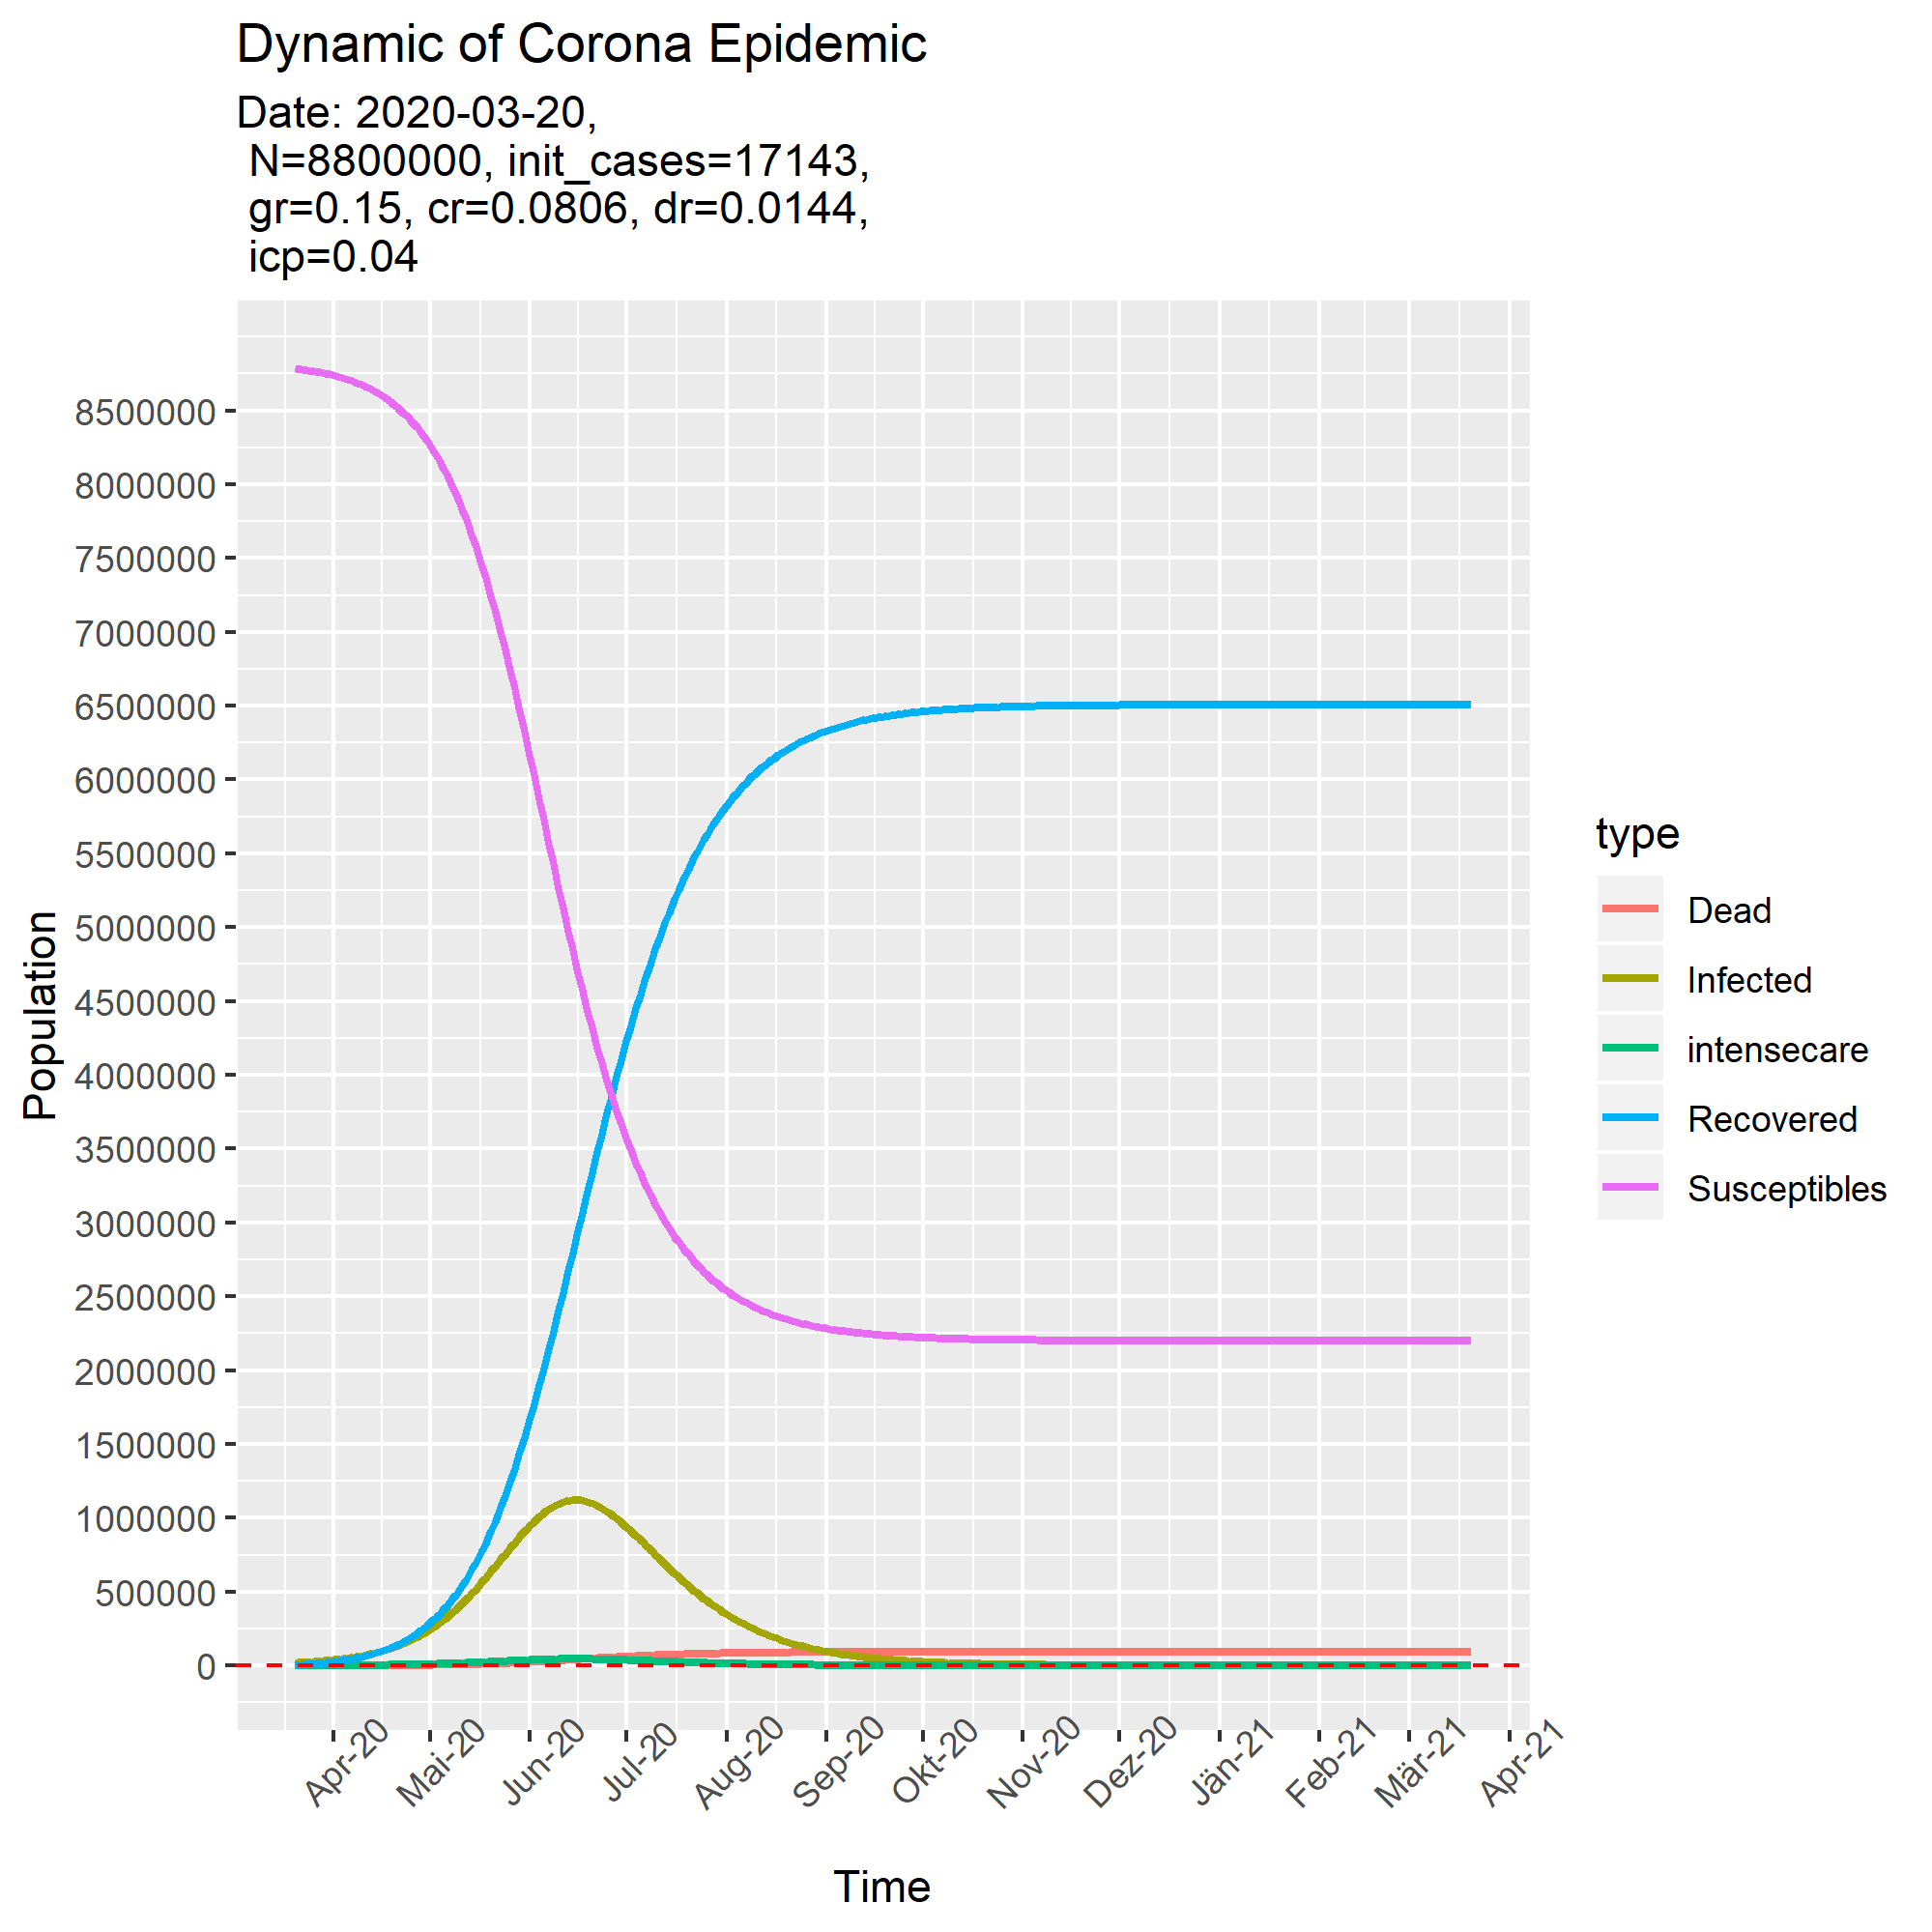 Dynamic of Corona Epidemic
Date: 2020-03-20,
N=8800000, init_cases=17143,
gr=0.15, cr=0.0806, dr=0.0144,
icp=0.04
8500000
8000000
7500000
7000000
6500000
6000000
5500000
5000000
4500000
4000000
3500000
3000000
2500000
2000000
1500000
1000000
500000
0
Population
Apr-20
Mai-20
Jun-20
Jul-20
Aug-20
Sep-20
Okt-20
Nov-20
Dez-20
Jän-21
Feb-21
Mär-21
Apr-21
Time
type
Dead
Infected
intensecare
Recovered
Susceptibles